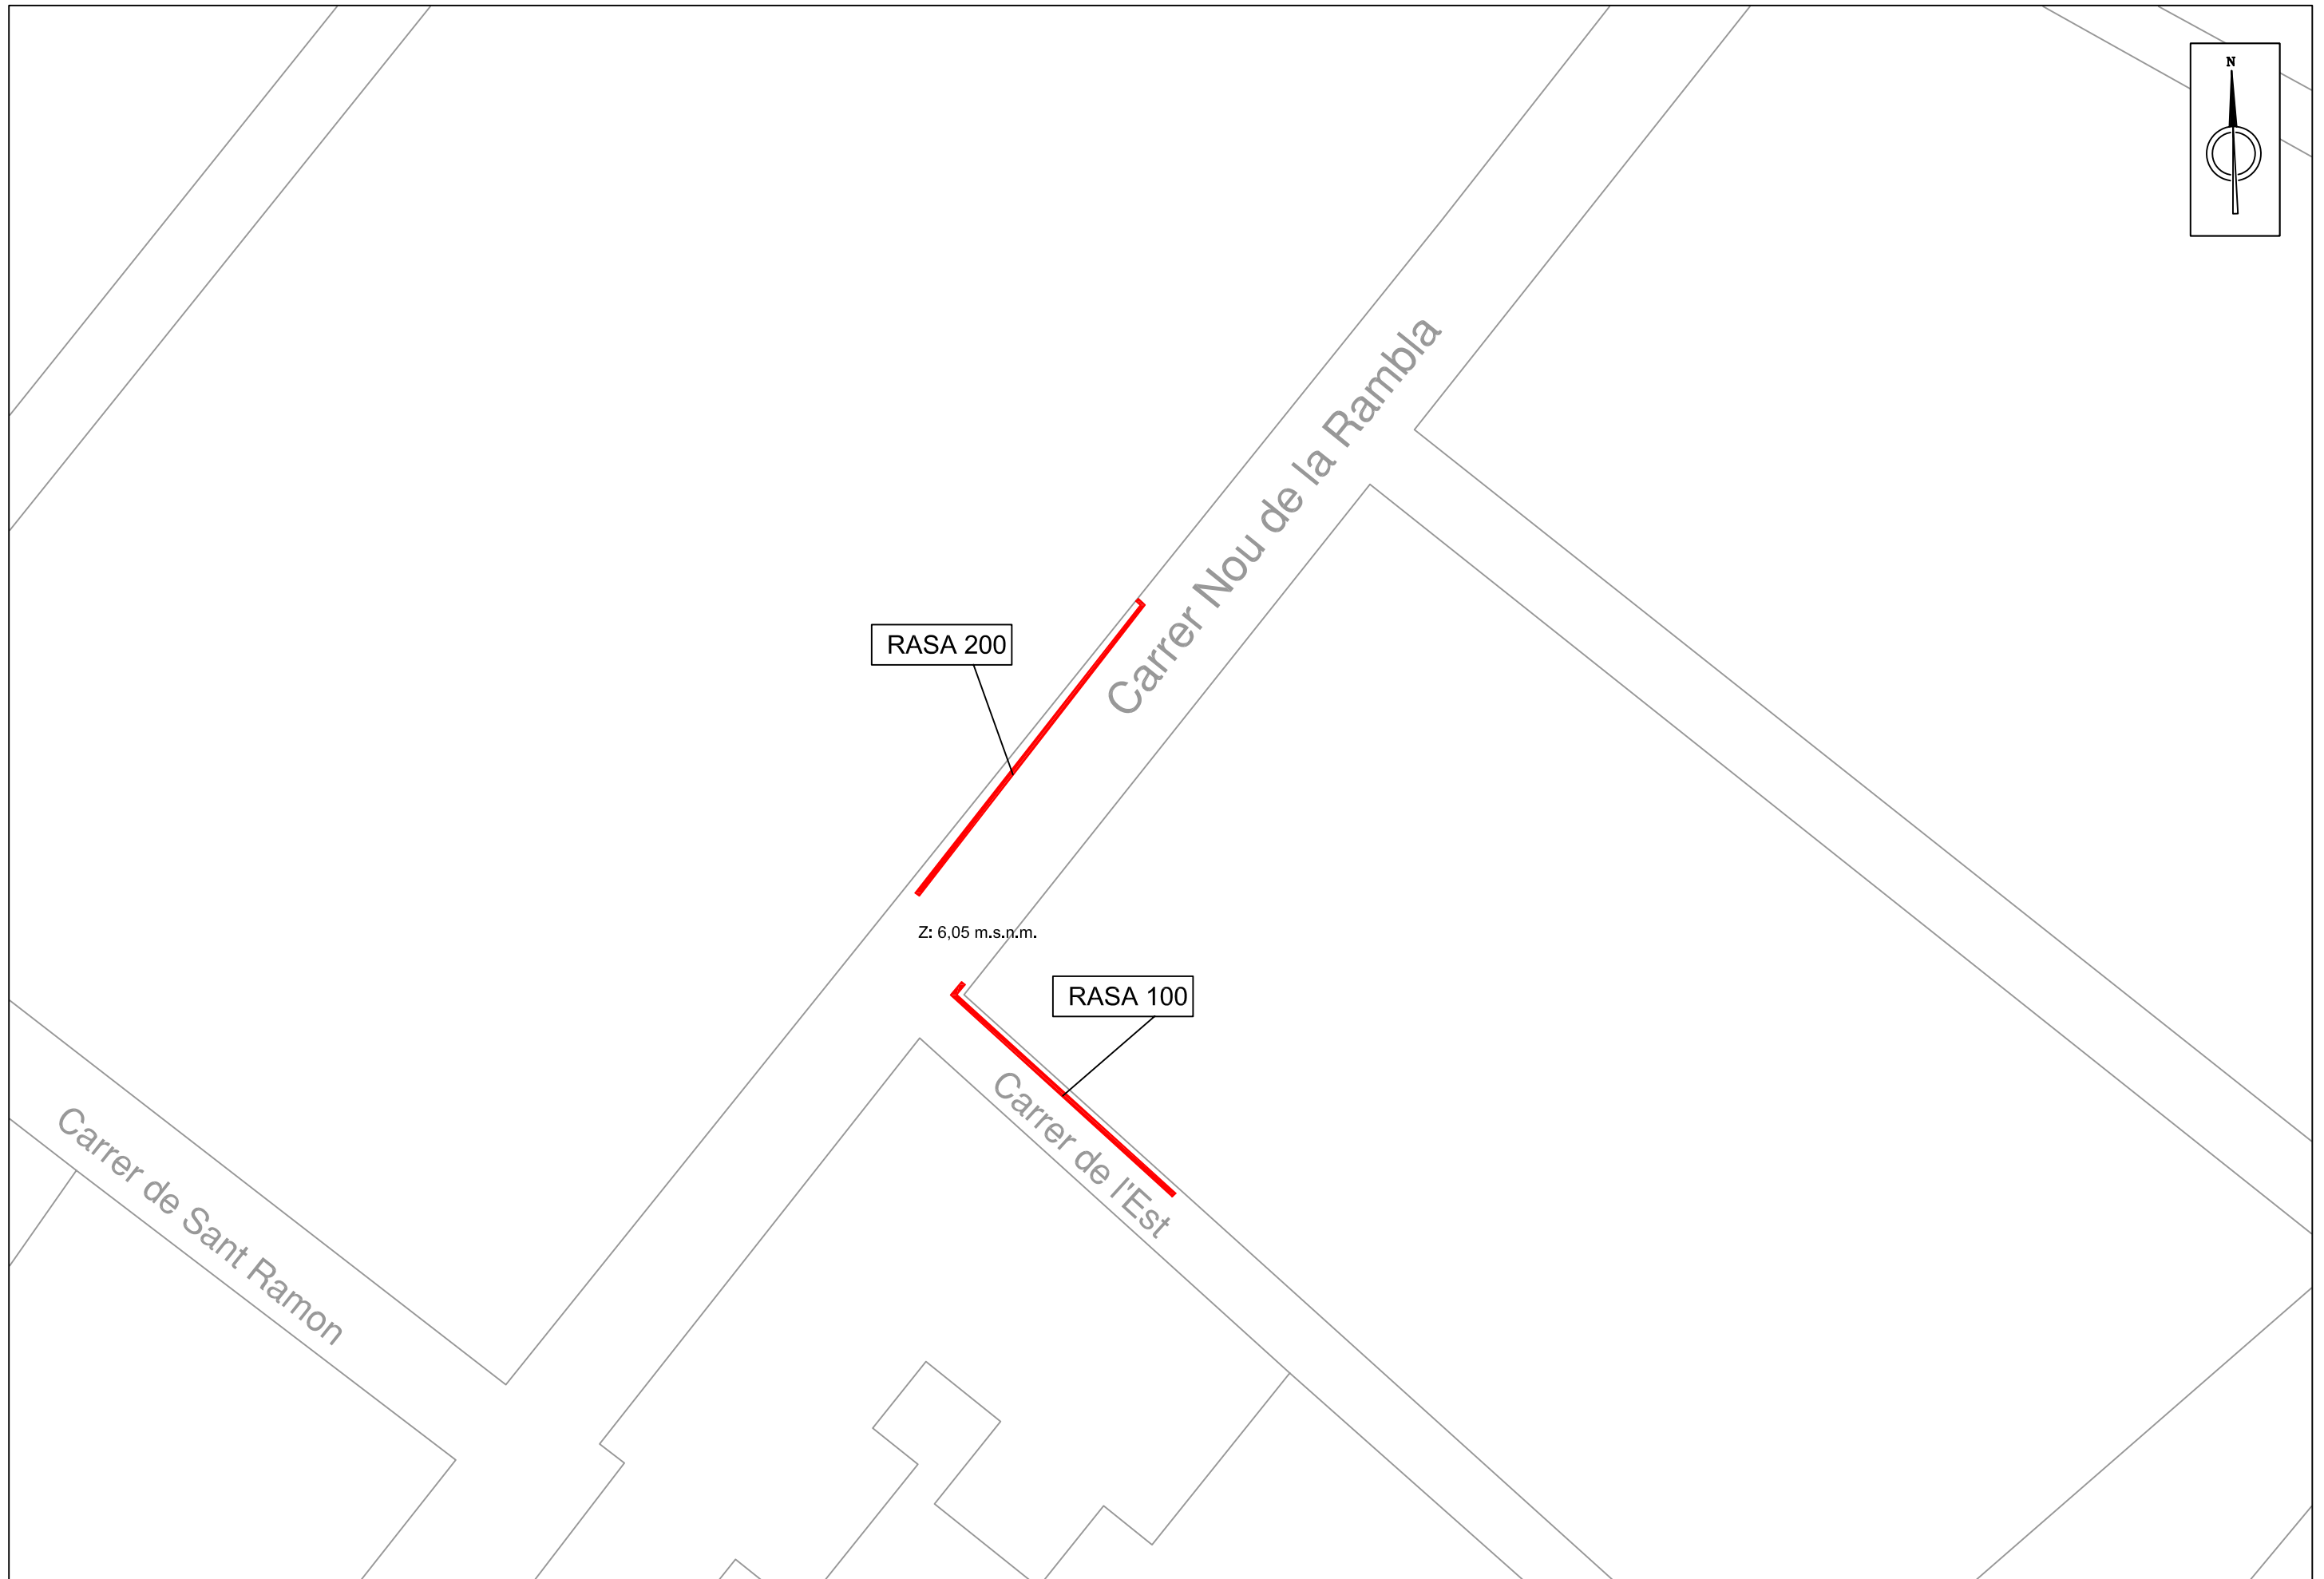 N
Carrer Nou de la Rambla
RASA 200
Z: 6,05 m.s.n.m.
RASA 100
Carrer de l'Est
Carrer de Sant Ramon